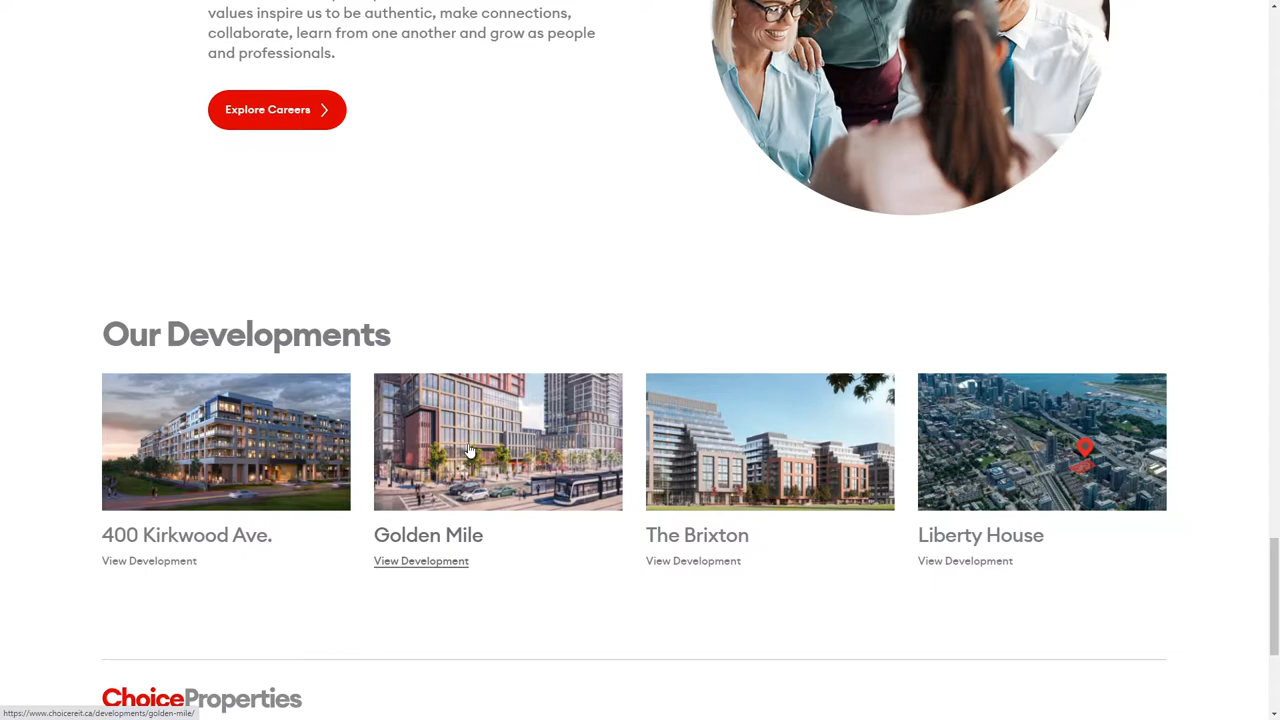 values inspire us to be authentic, make connections,
collaborate, learn from one another and grow as people
and professionals.
Explore Careers
Our Developments
400 Kirkwood Ave.
View Development
Golden Mile
View Development
The Brixton
View Development
Liberty House
View Development
ChoiceProperties
https://www.choicereit.ca/developments/golden-mile/